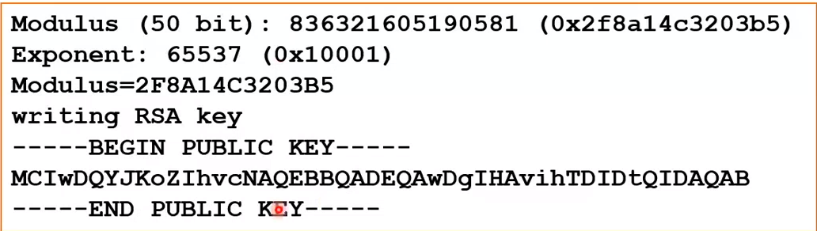 Modulus (50 bit): 836321605190581 (0x2f8a14c3203b5)
Exponent: 65537 (0x10001)
Modulus=2F8A14C3203B5
writing RSA key
-----BEGIN PUBLIC KEY-----
MCIwDQYJKoZIhvcNAQEBBQADEQAwDgIHAvihTDIDtQIDAQAB
-----END PUBLIC KEY-----